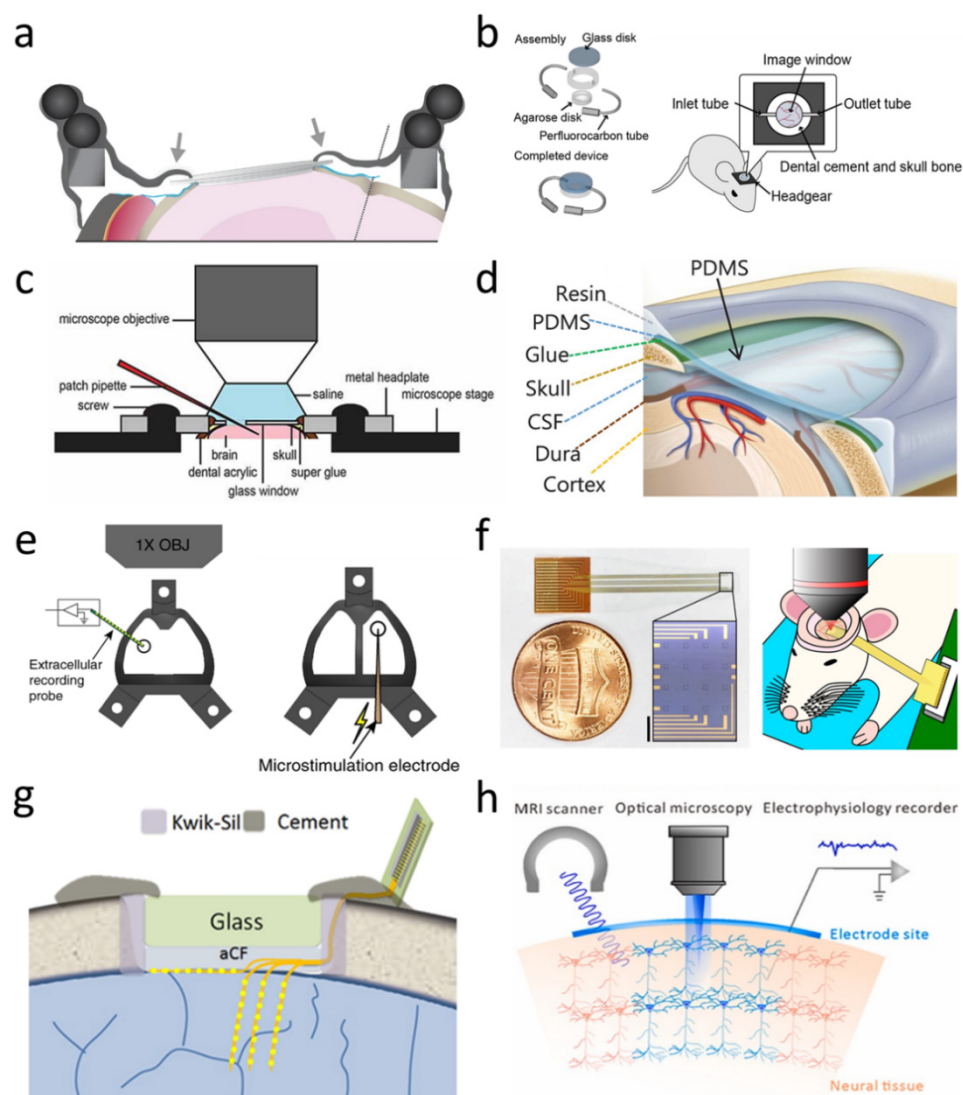 a
b
Assembly
Glass disk
Agarose disk
Perfluorocarbon tube
Completed device
Image window
Inlet tube
Outlet tube
Dental cement and skull bone
Headgear
c
microscope objective
patch pipette
screw
saline
metal headplate
microscope stage
brain
skull
dental acrylic
super glue
glass window
d
PDMS
Resin
PDMS
Glue
Skull
CSF
Dura
Cortex
e
1X OBJ
Extracellular
recording
probe
Microstimulation electrode
f
UNITED STATES
ONE CENT
g
Kwik-Sil
Cement
Glass
aCF
h
MRI scanner
Optical microscopy
Electrophysiology recorder
Electrode site
Neural tissue